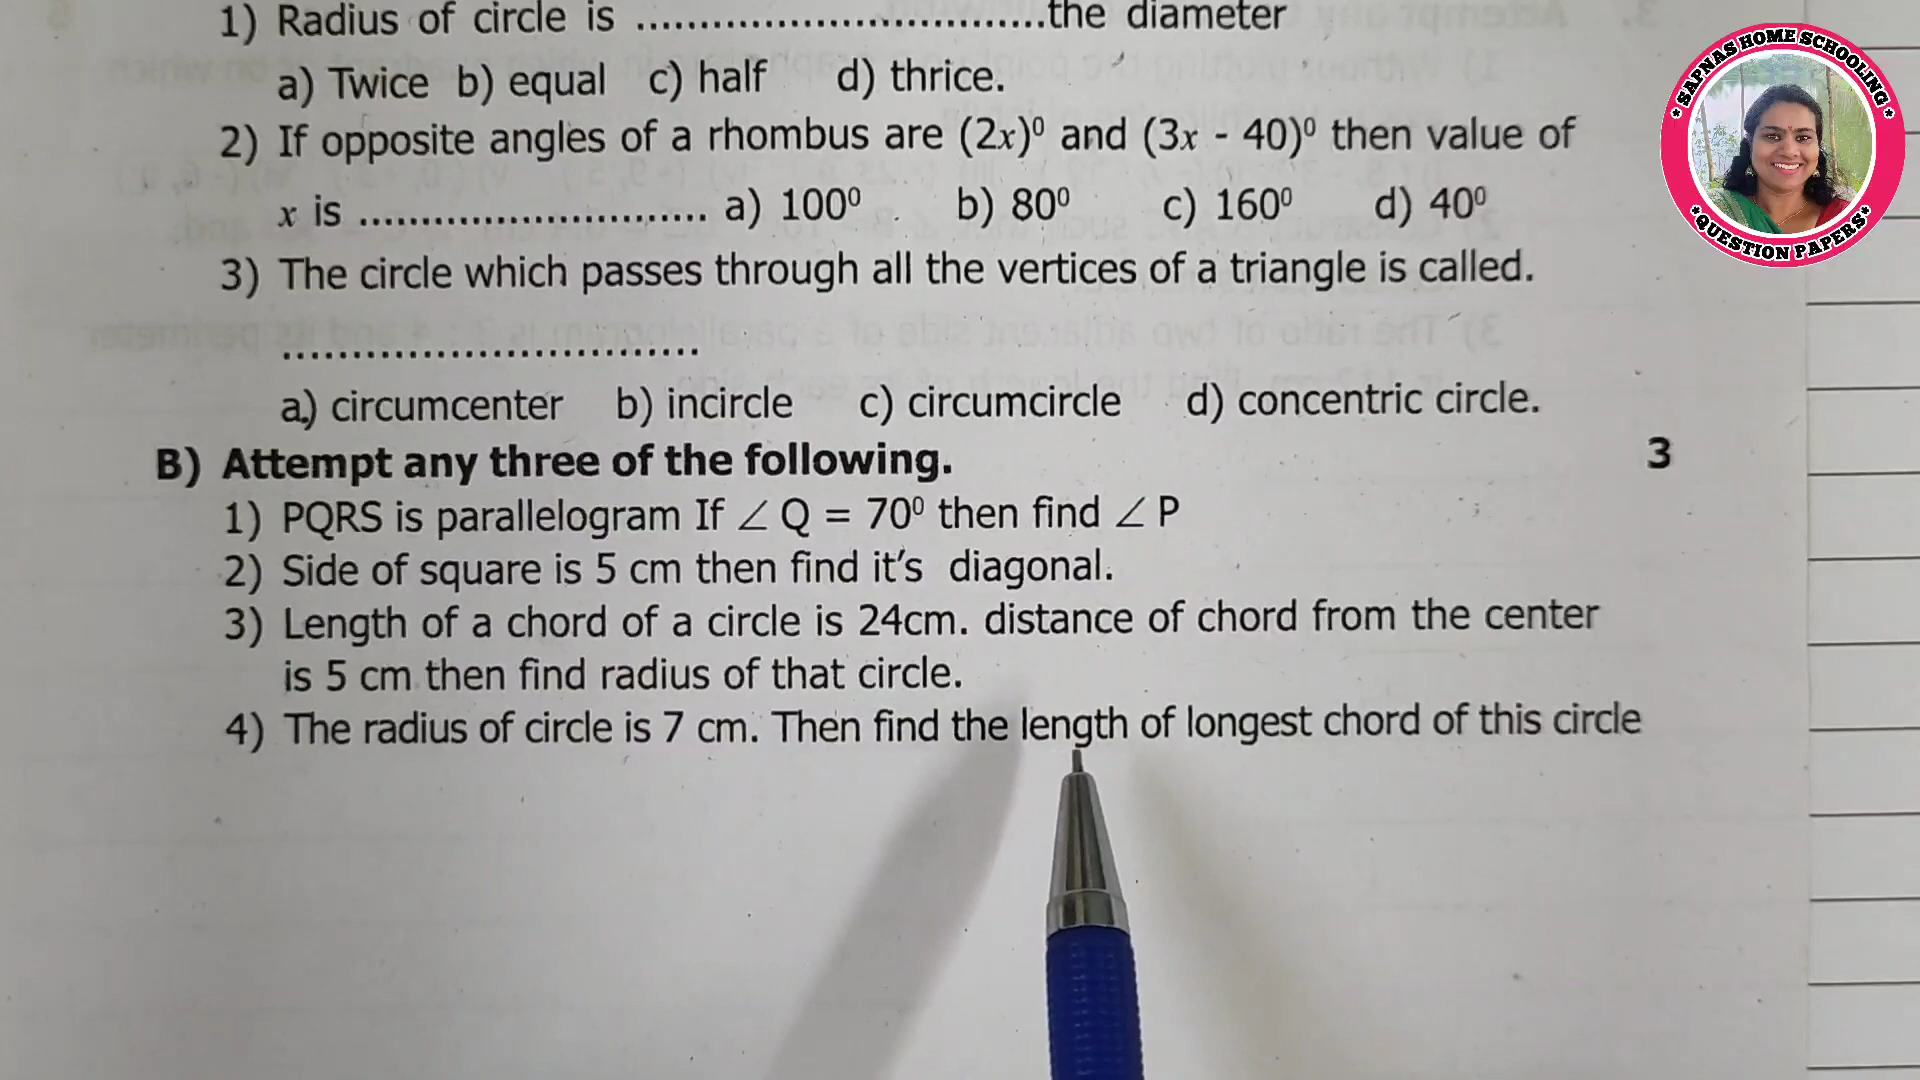 1) Radius of circle is .................................the diameter
a) Twice b) equal c) half d) thrice.
2) If opposite angles of a rhombus are (2x)⁰ and (3x - 40)⁰ then value of
x is ............................ a) 100⁰ b) 80⁰ c) 160⁰ d) 40⁰
3) The circle which passes through all the vertices of a triangle is called.
..............................
a) circumcenter b) incircle c) circumcircle d) concentric circle.
B) Attempt any three of the following. 3
1) PQRS is parallelogram If ∠ Q = 70⁰ then find ∠ P
2) Side of square is 5 cm then find it's diagonal.
3) Length of a chord of a circle is 24cm. distance of chord from the center
is 5 cm then find radius of that circle.
4) The radius of circle is 7 cm. Then find the length of longest chord of this circle
* SAPNAS HOME SCHOOLING *
*QUESTION PAPERS*